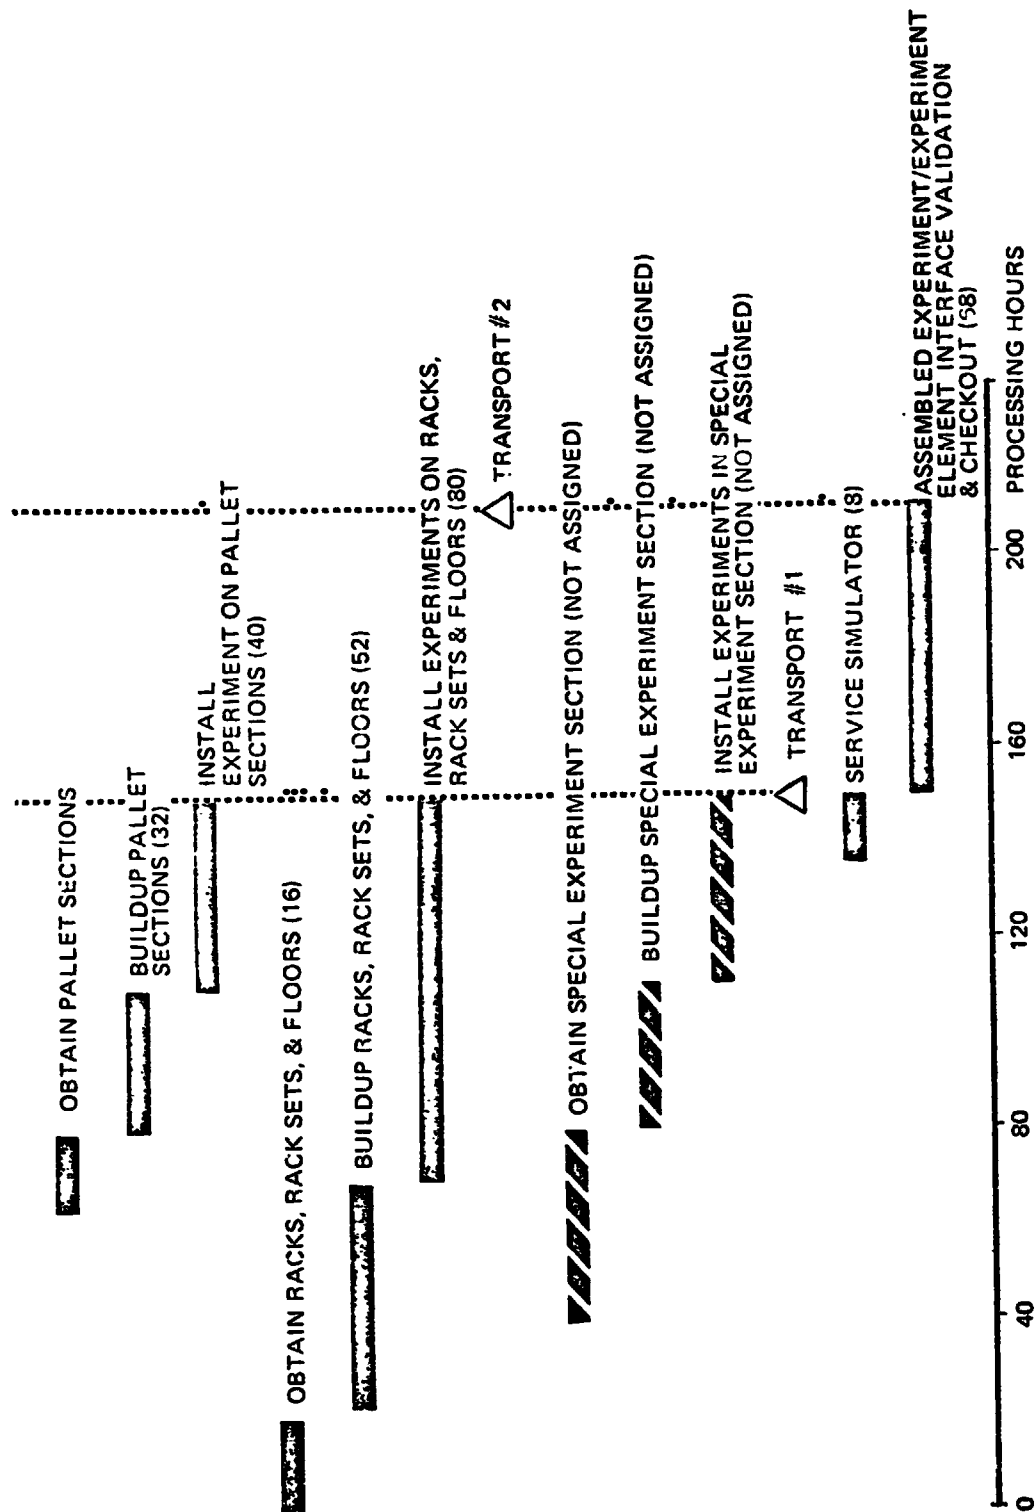 OBTAIN PALLET SECTIONS
BUILDUP PALLET
SECTIONS (32)
INSTALL
EXPERIMENT ON PALLET
SECTIONS (40)
OBTAIN RACKS, RACK SETS, & FLOORS (16)
BUILDUP RACKS, RACK SETS, & FLOORS (52)
INSTALL EXPERIMENTS ON RACKS,
RACK SETS & FLOORS (80)
TRANSPORT #2
OBTAIN SPECIAL EXPERIMENT SECTION (NOT ASSIGNED)
BUILDUP SPECIAL EXPERIMENT SECTION (NOT ASSIGNED)
INSTALL EXPERIMENTS IN SPECIAL
EXPERIMENT SECTION (NOT ASSIGNED)
TRANSPORT #1
SERVICE SIMULATOR (8)
ASSEMBLED EXPERIMENT/EXPERIMENT
ELEMENT INTERFACE VALIDATION
& CHECKOUT
0 40 80 120 160 200 PROCESSING HOURS